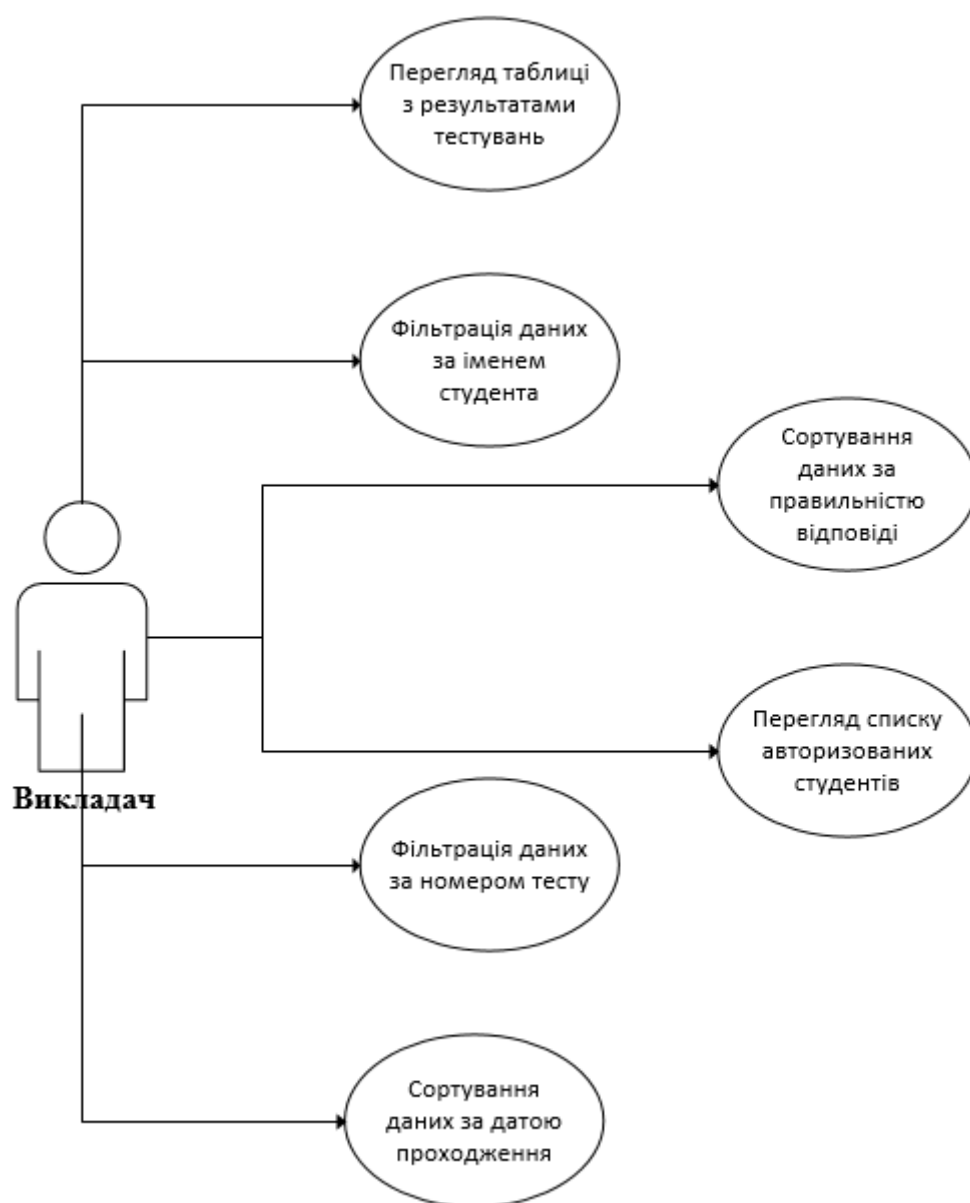 Перегляд таблиці
з результатами
тестувань
Фільтрація даних
за іменем
студента
Сортування
даних за
правильністю
відповіді
Перегляд списку
авторизованих
студентів
Викладач
Фільтрація даних
за номером тесту
Сортування
даних за датою
проходження